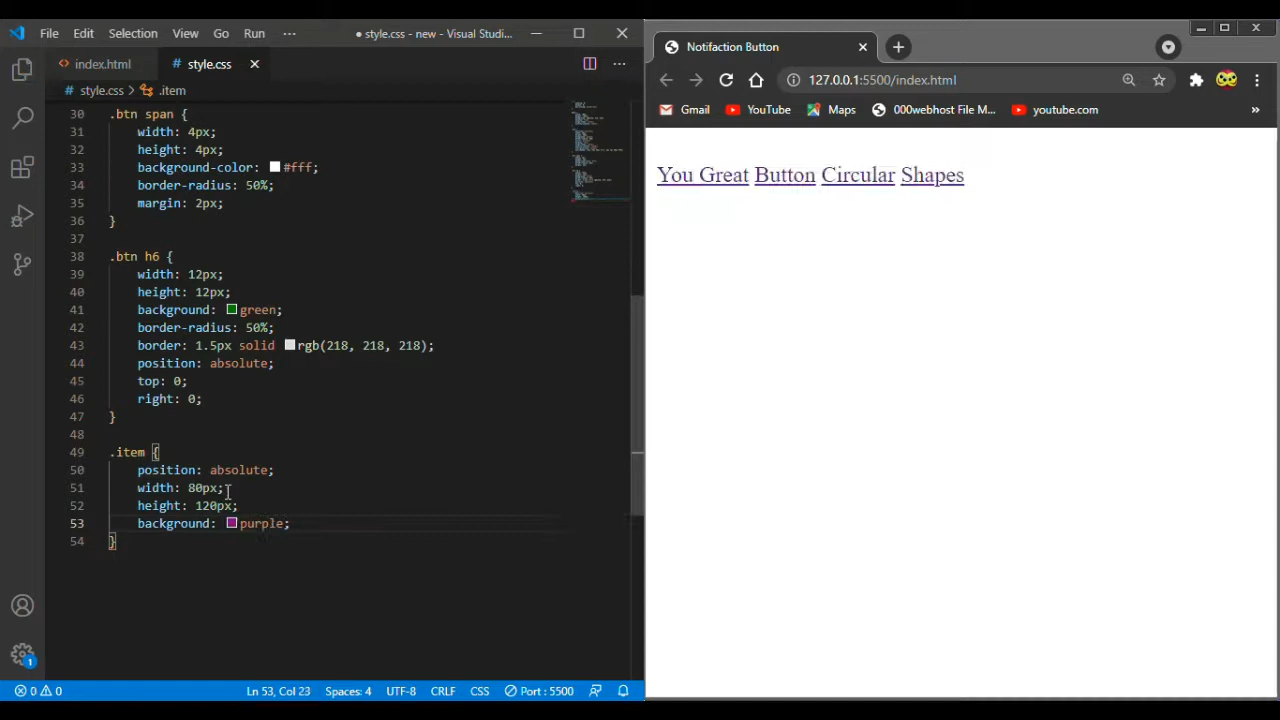 File Edit Selection View Go Run ··· ● style.css - new - Visual Studi...
index.html style.css
style.css > .item
30 .btn span {
31 width: 4px;
32 height: 4px;
33 background-color: #fff;
34 border-radius: 50%;
35 margin: 2px;
36 }
37
38 .btn h6 {
39 width: 12px;
40 height: 12px;
41 background: green;
42 border-radius: 50%;
43 border: 1.5px solid rgb(218, 218, 218);
44 position: absolute;
45 top: 0;
46 right: 0;
47 }
48
49 .item {
50 position: absolute;
51 width: 80px;
52 height: 120px;
53 background: purple;
54 }
1
0 0 Ln 53, Col 23 Spaces: 4 UTF-8 CRLF CSS Port : 5500
Notifaction Button
127.0.0.1:5500/index.html
Gmail YouTube Maps 000webhost File M... youtube.com »
You Great Button Circular Shapes